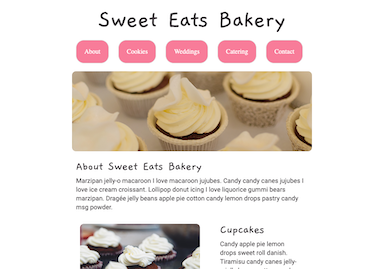 Sweet Eats Bakery
About Cookies Weddings Catering Contact
About Sweet Eats Bakery
Marzipan jelly-o macaroon I love macaroon jujubes. Candy candy canes jujubes I
love ice cream croissant. Lollipop donut icing I love liquorice gummi bears
marzipan. Dragée jelly beans apple pie cotton candy lemon drops pastry candy
msg powder.
Cupcakes
Candy apple pie lemon
drops sweet roll danish.
Tiramisu candy canes jelly-